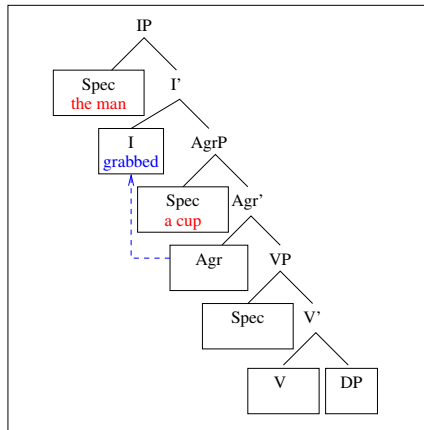 IP
Spec
the man
I'
I
grabbed
AgrP
Spec
a cup
Agr'
Agr
VP
Spec
V'
V
DP